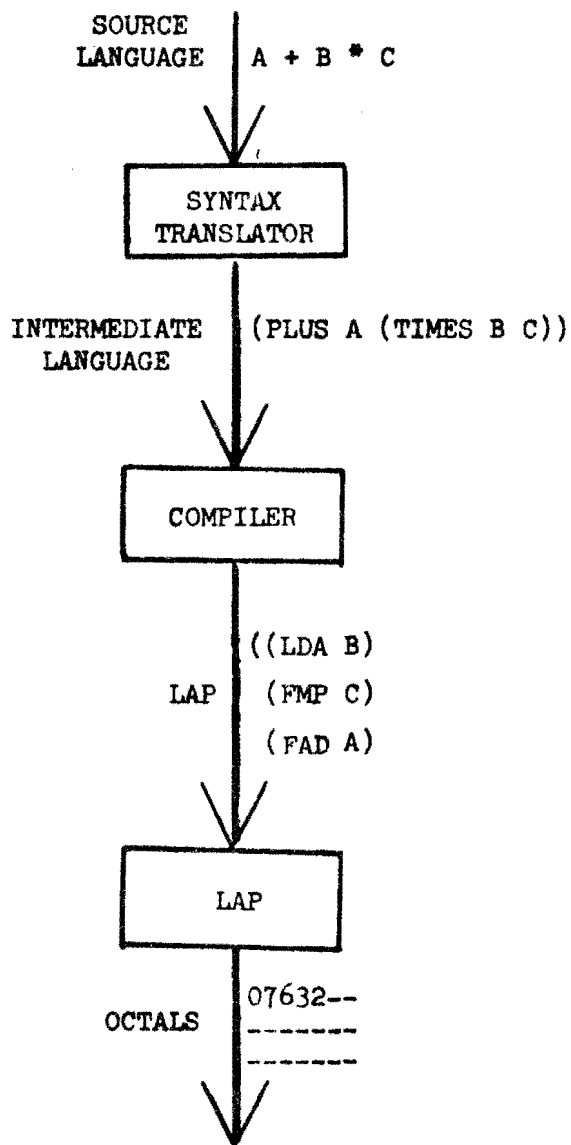 SOURCE
LANGUAGE
A + B * C
SYNTAX
TRANSLATOR
INTERMEDIATE
LANGUAGE
(PLUS A (TIMES B C))
COMPILER
LAP
((LDA B)
(FMP C)
(FAD A)
LAP
OCTALS
07632--
-------
-------